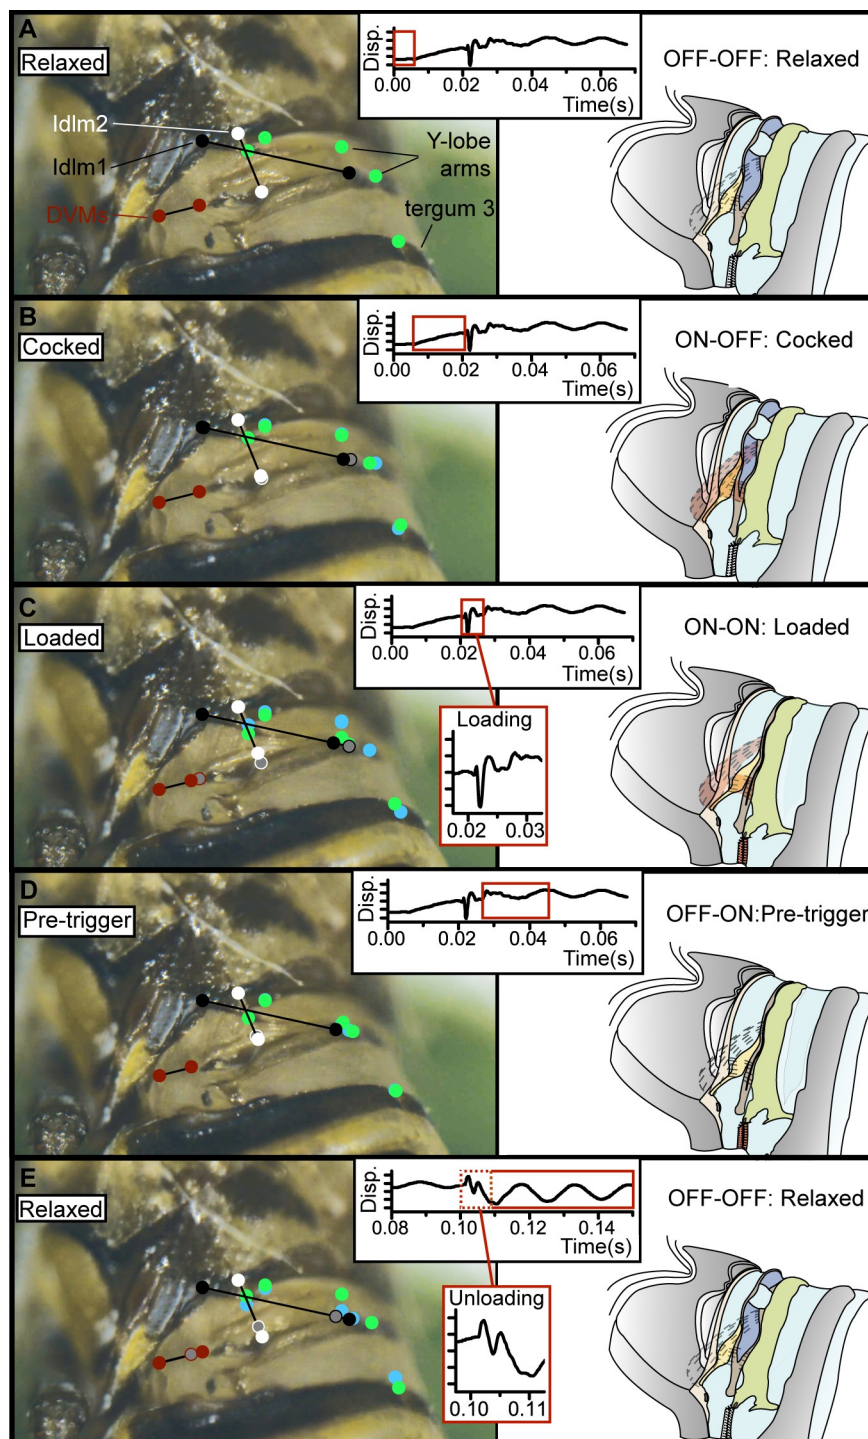 A
Relaxed
Idlm2
Idlm1
DVMs
Y-lobe
arms
tergum 3
Disp.
0.00 0.02 0.04 0.06
Time(s)
OFF-OFF: Relaxed
B
Cocked
Disp.
0.00 0.02 0.04 0.06
Time(s)
ON-OFF: Cocked
C
Loaded
Disp.
0.00 0.02 0.04 0.06
Time(s)
Loading
0.02 0.03
ON-ON: Loaded
D
Pre-trigger
Disp.
0.00 0.02 0.04 0.06
Time(s)
OFF-ON:Pre-trigger
E
Relaxed
Disp.
0.08 0.10 0.12 0.14
Time(s)
Unloading
0.10 0.11
OFF-OFF: Relaxed